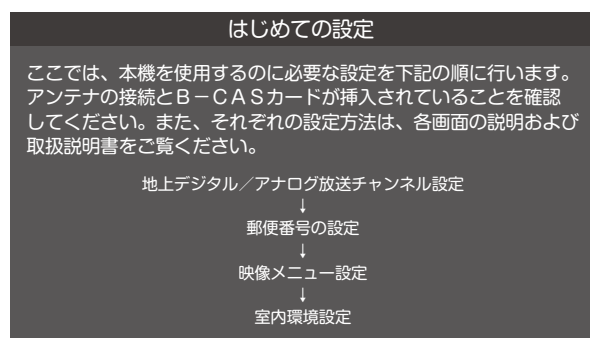 はじめての設定
ここでは、本機を使用するのに必要な設定を下記の順に行います。
アンテナの接続とB-CASカードが挿入されていることを確認
してください。また、それぞれの設定方法は、各画面の説明および
取扱説明書をご覧ください。
地上デジタル/アナログ放送チャンネル設定
↓
郵便番号の設定
↓
映像メニュー設定
↓
室内環境設定